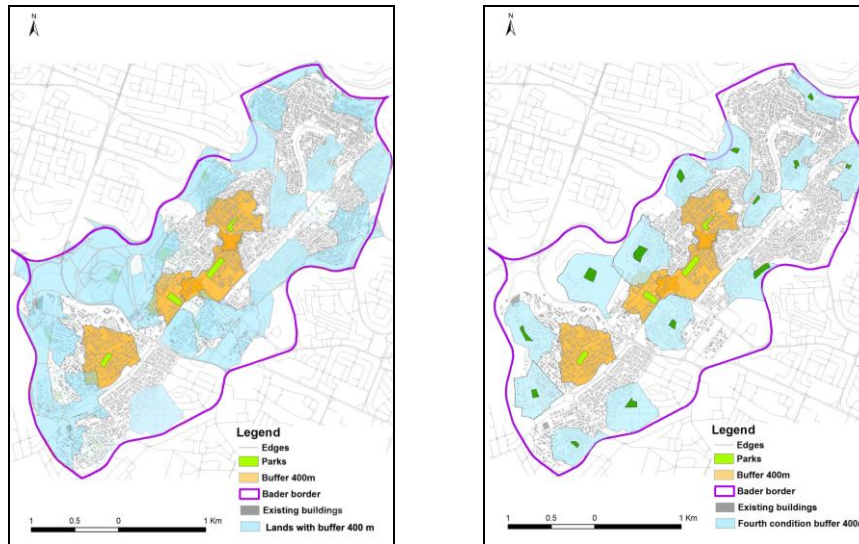 N
Legend
Edges
Parks
Buffer 400m
Bader border
Existing buildings
Lands with buffer 400 m
1 0.5 0 1 Km
N
Legend
Edges
Parks
Buffer 400m
Bader border
Existing buildings
Fourth condition buffer 400m
1 0.5 0 1 Km